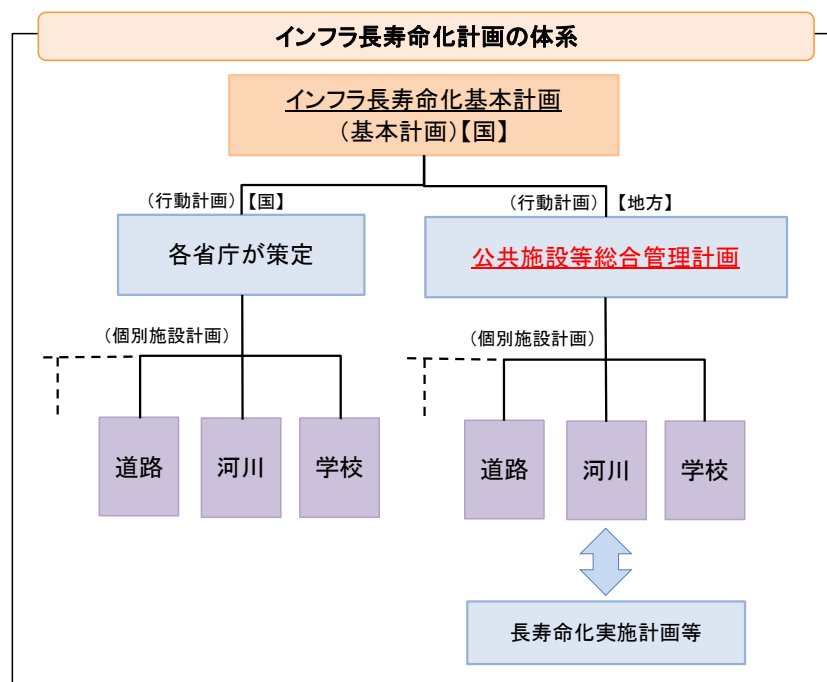 インフラ長寿命化計画の体系
インフラ長寿命化基本計画
（基本計画）【国】
（行動計画）【国】
（行動計画）【地方】
各省庁が策定
公共施設等総合管理計画
（個別施設計画）
（個別施設計画）
道路
河川
学校
道路
河川
学校
長寿命化実施計画等